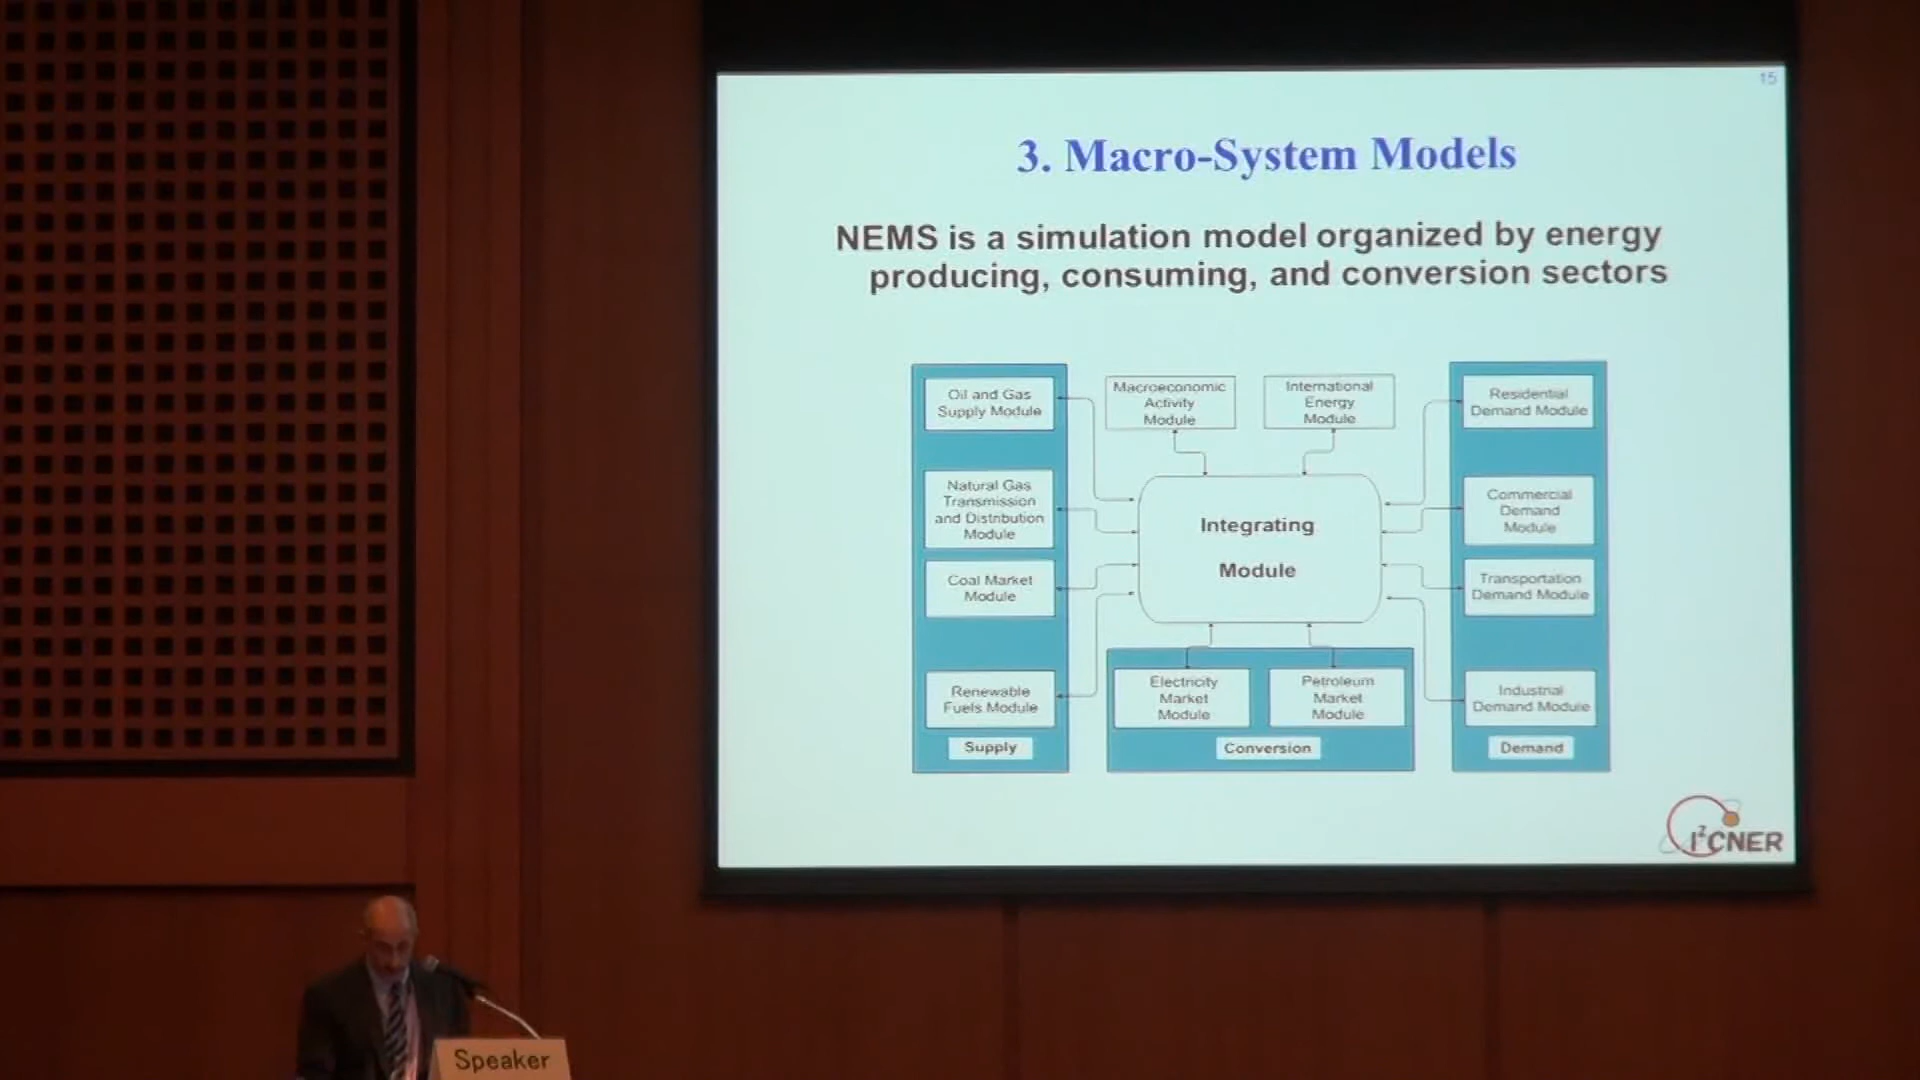 15
3. Macro-System Models
NEMS is a simulation model organized by energy
producing, consuming, and conversion sectors
Oil and Gas
Supply Module
Natural Gas
Transmission
and Distribution
Module
Coal Market
Module
Renewable
Fuels Module
Supply
Macroeconomic
Activity
Module
International
Energy
Module
Integrating
Module
Electricity
Market
Module
Petroleum
Market
Module
Conversion
Residential
Demand Module
Commercial
Demand
Module
Transportation
Demand Module
Industrial
Demand Module
Demand
I²CNER
Speaker